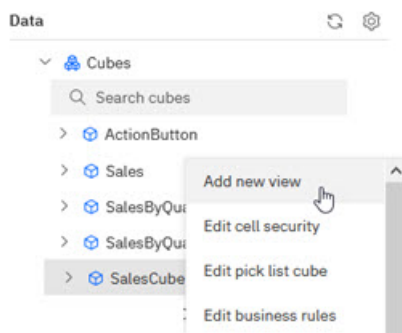 Data
Cubes
Search cubes
ActionButton
Sales
Add new view
SalesByQua
Edit cell security
SalesByQua
Edit pick list cube
SalesCube
Edit business rules